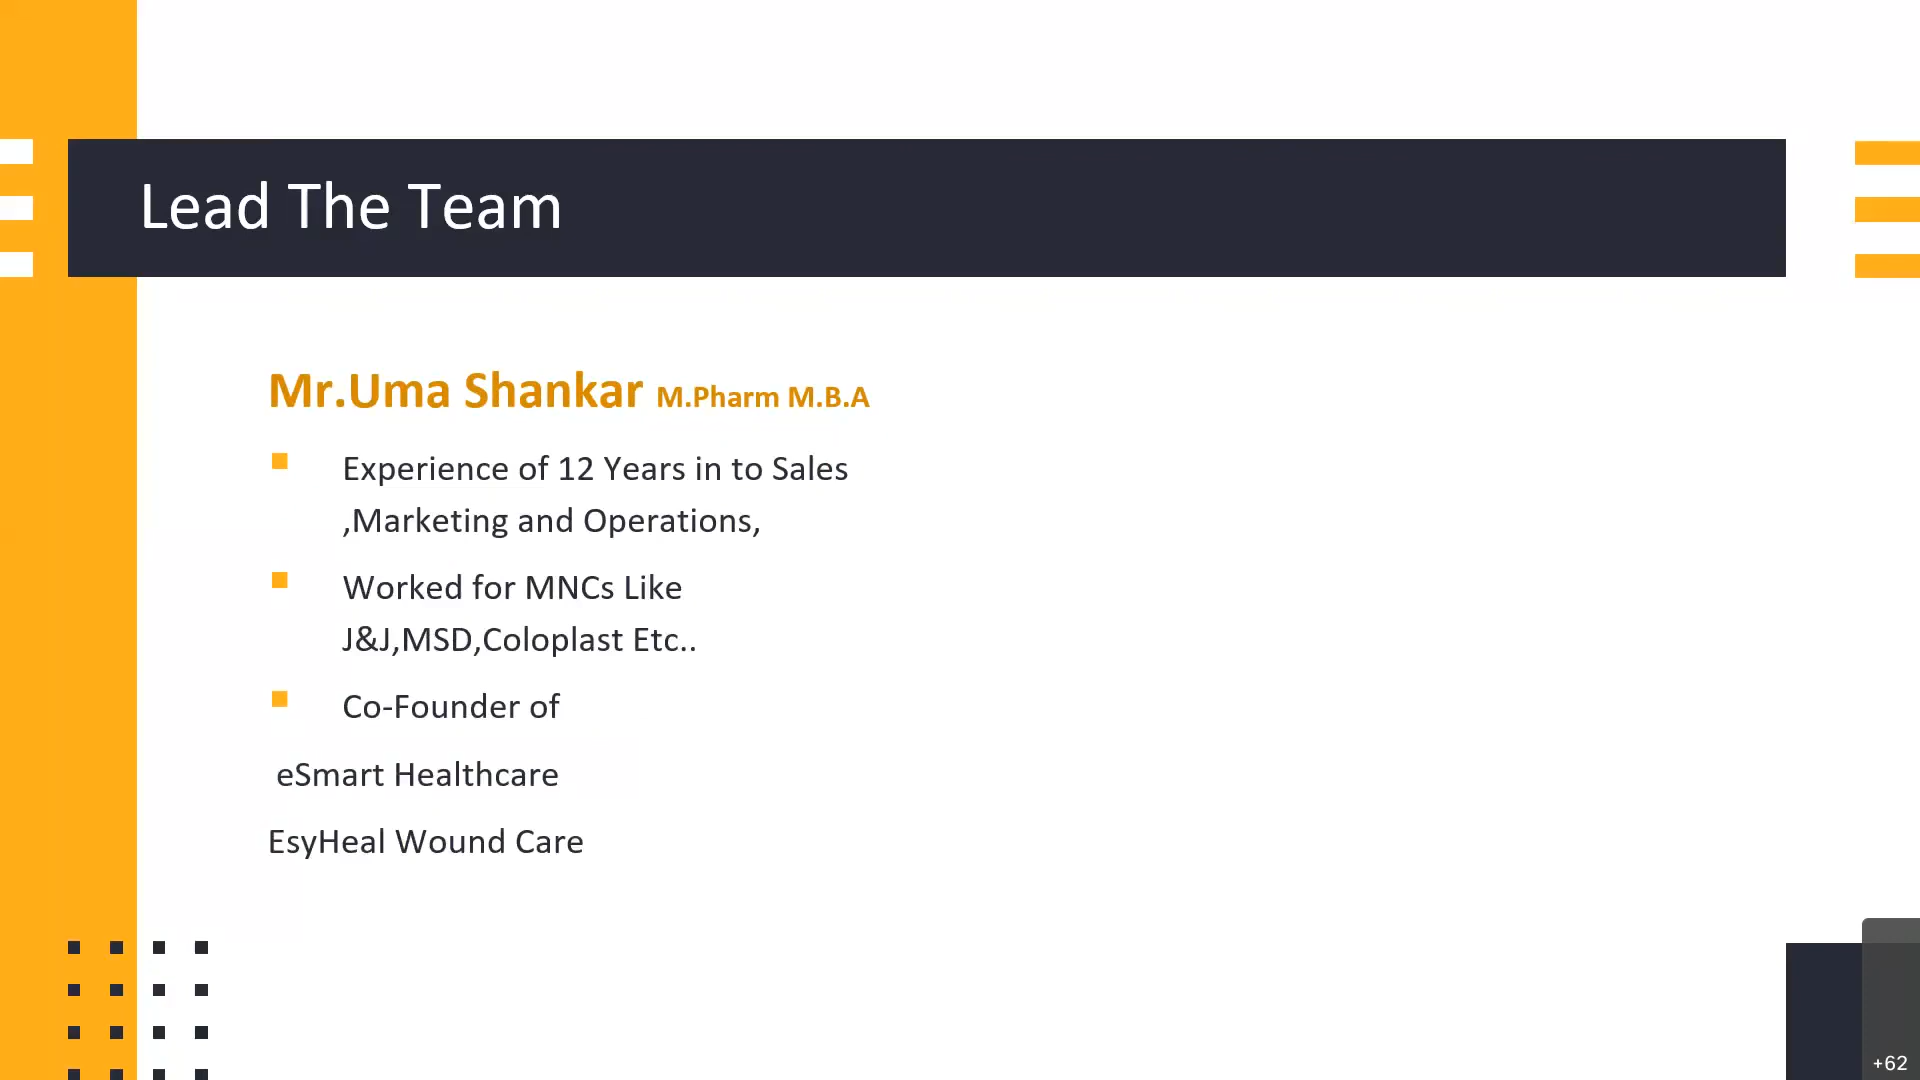 Lead The Team
Mr.Uma Shankar M.Pharm M.B.A
Experience of 12 Years in to Sales
,Marketing and Operations,
Worked for MNCs Like
J&J,MSD,Coloplast Etc..
Co-Founder of
eSmart Healthcare
EsyHeal Wound Care
+62